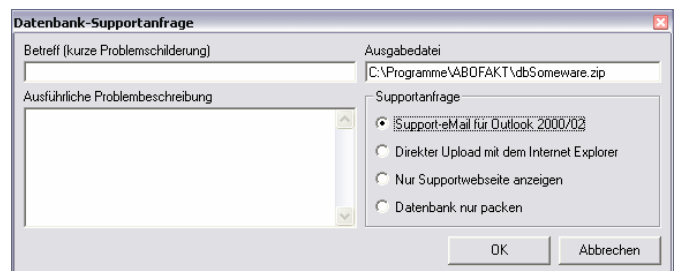 Datenbank-Supportanfrage
Betreff (kurze Problemschilderung)
Ausgabedatei
C:\Programme\ABOFAKT\dbSomeware.zip
Ausführliche Problembeschreibung
Supportanfrage
Support-eMail für Outlook 2000/02
Direkter Upload mit dem Internet Explorer
Nur Supportwebseite anzeigen
Datenbank nur packen
OK
Abbrechen